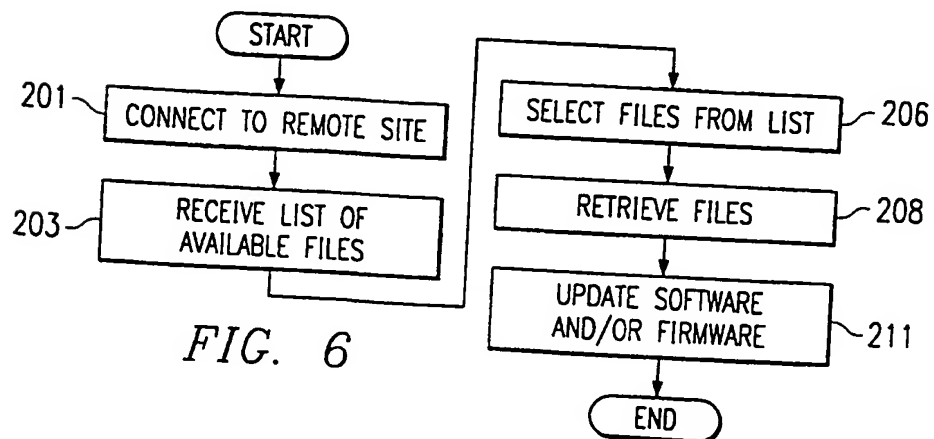 START
201
CONNECT TO REMOTE SITE
203
RECEIVE LIST OF
AVAILABLE FILES
SELECT FILES FROM LIST
206
RETRIEVE FILES
208
UPDATE SOFTWARE
AND/OR FIRMWARE
211
END
FIG. 6